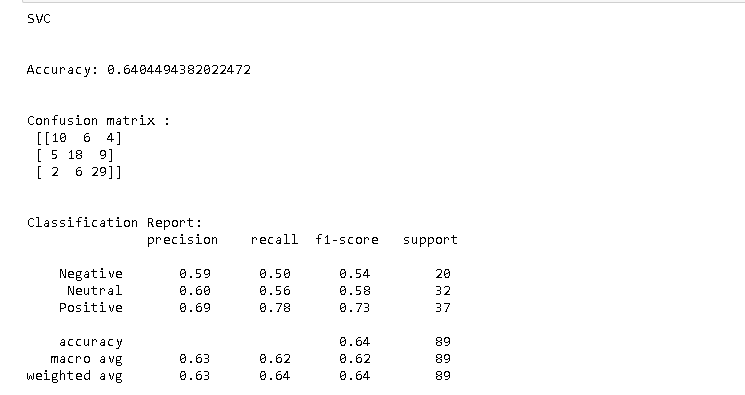 SVC
Accuracy: 0.6404494382022472
Confusion matrix :
[[10  6  4]
[ 5 18  9]
[ 2  6 29]]
Classification Report:
precision    recall  f1-score   support
Negative       0.59      0.50      0.54        20
Neutral       0.60      0.56      0.58        32
Positive       0.69      0.78      0.73        37
accuracy                           0.64        89
macro avg       0.63      0.62      0.62        89
weighted avg       0.63      0.64      0.64        89